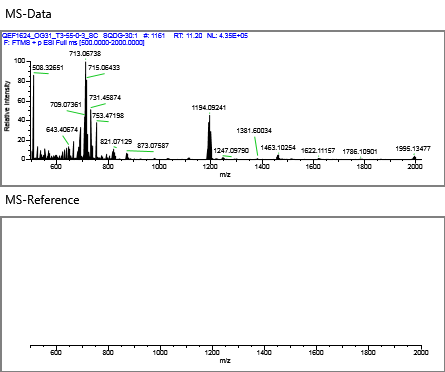 MS-Data
QEF1624_OG31_T3-55-0-3_SC SQDG-30:1 #: 1161 RT: 11.20 NL: 4.35E+05
F: FTMS + p ESI Full ms [500.0000-2000.0000]
713.06738
100
508.32651
715.06433
80
Relative Intensity
60
709.07361
731.45874
1194.09241
753.47198
40
643.40674
1381.60034
821.07129
873.07587
1463.10254
1995.13477
20
1247.09790
1622.11157
1786.10901
0
600 800 1000 1200 1400 1600 1800 2000
m/z
MS-Reference
600 800 1000 1200 1400 1600 1800 2000
m/z